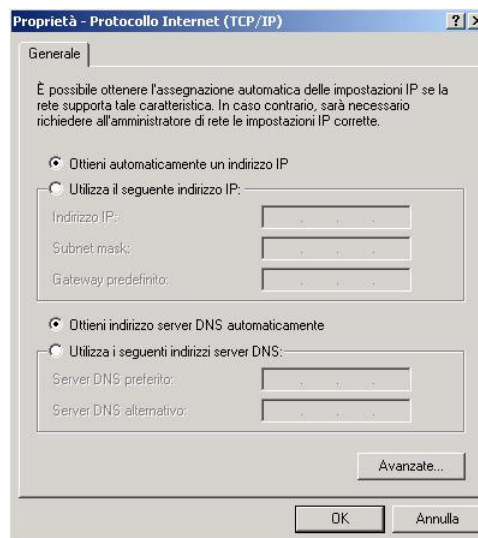 Proprietà - Protocollo Internet (TCP/IP)
Generale
È possibile ottenere l'assegnazione automatica delle impostazioni IP se la
rete supporta tale caratteristica. In caso contrario, sarà necessario
richiedere all'amministratore di rete le impostazioni IP corrette.
Ottieni automaticamente un indirizzo IP
Utilizza il seguente indirizzo IP:
Indirizzo IP:
Subnet mask:
Gateway predefinito:
Ottieni indirizzo server DNS automaticamente
Utilizza i seguenti indirizzi server DNS:
Server DNS preferito:
Server DNS alternativo:
Avanzate...
OK Annulla